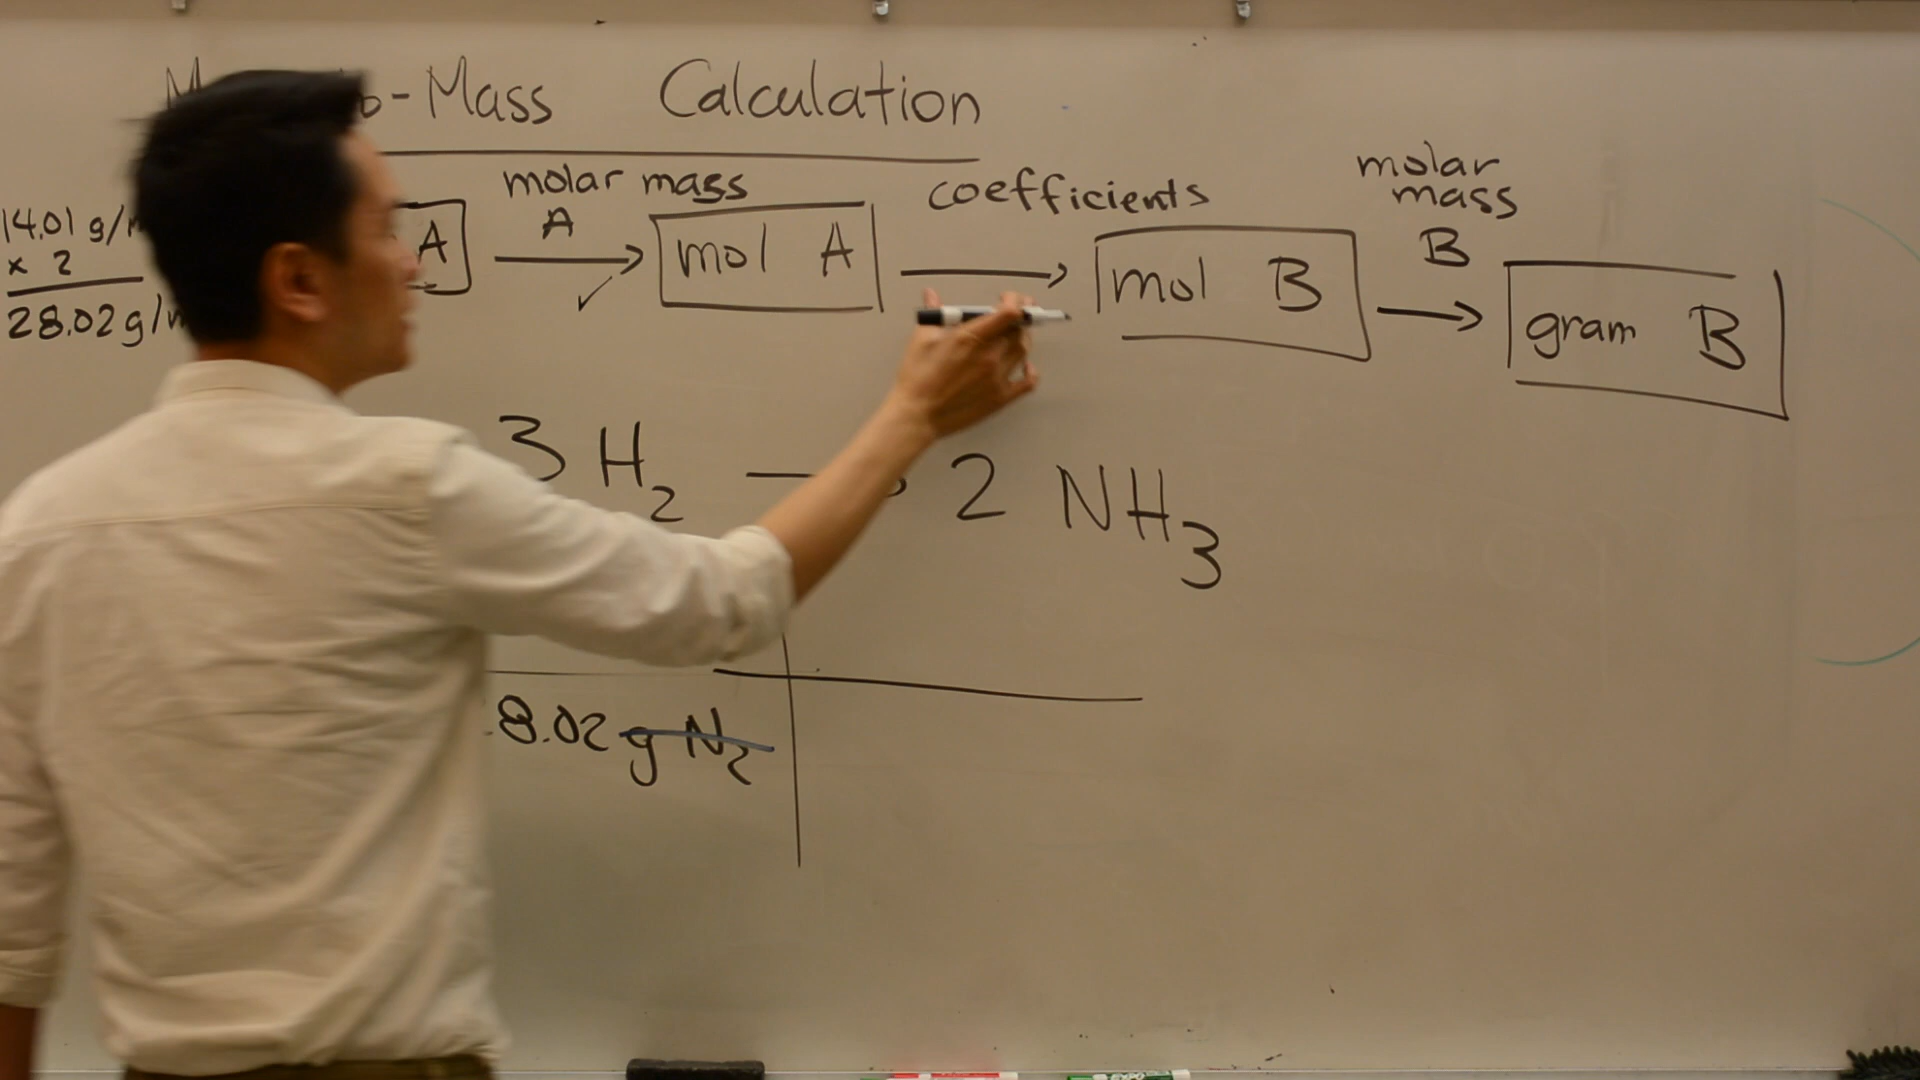 -Mass Calculation
molar mass
A
coefficients
molar
mass
B
14.01 g/
x 2
28.02 g/
A
mol A
mol B
gram B
3 H2 2 NH3
8.02 g N2
EXPO